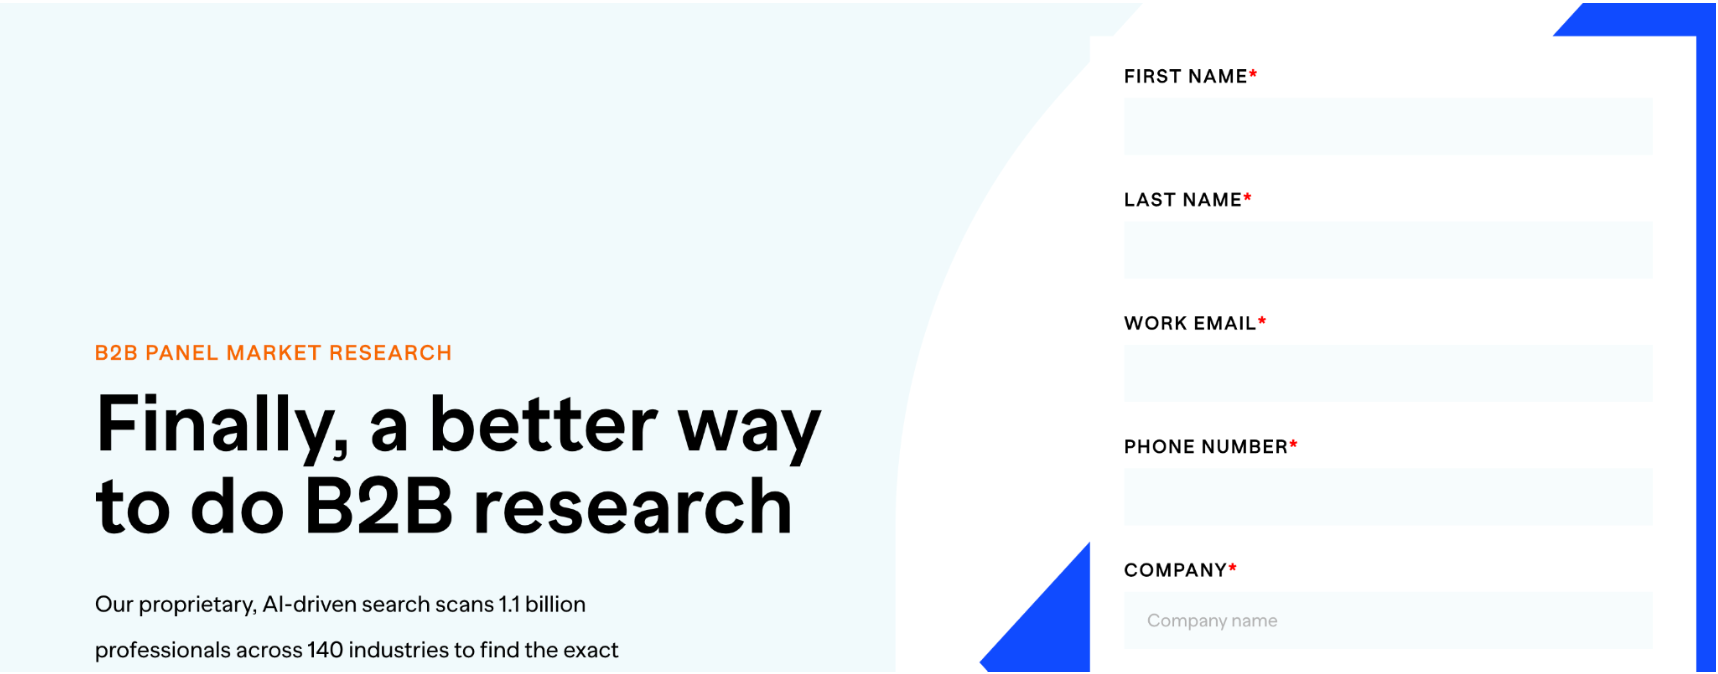 B2B PANEL MARKET RESEARCH
Finally, a better way
to do B2B research
Our proprietary, AI-driven search scans 1.1 billion
professionals across 140 industries to find the exact
FIRST NAME*
LAST NAME*
WORK EMAIL*
PHONE NUMBER*
COMPANY*
Company name